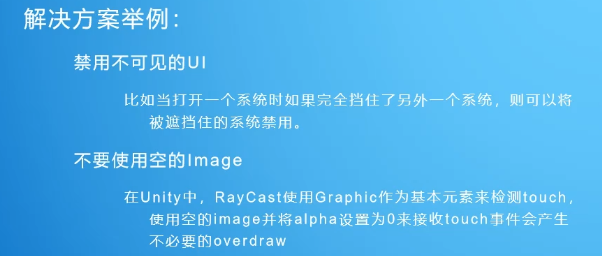 解决方案举例：
禁用不可见的UI
比如当打开一个系统时如果完全挡住了另外一个系统，则可以将
被遮挡住的系统禁用。
不要使用空的Image
在Unity中，RayCast使用Graphic作为基本元素来检测touch，
使用空的image并将alpha设置为0来接收touch事件会产生
不必要的overdraw